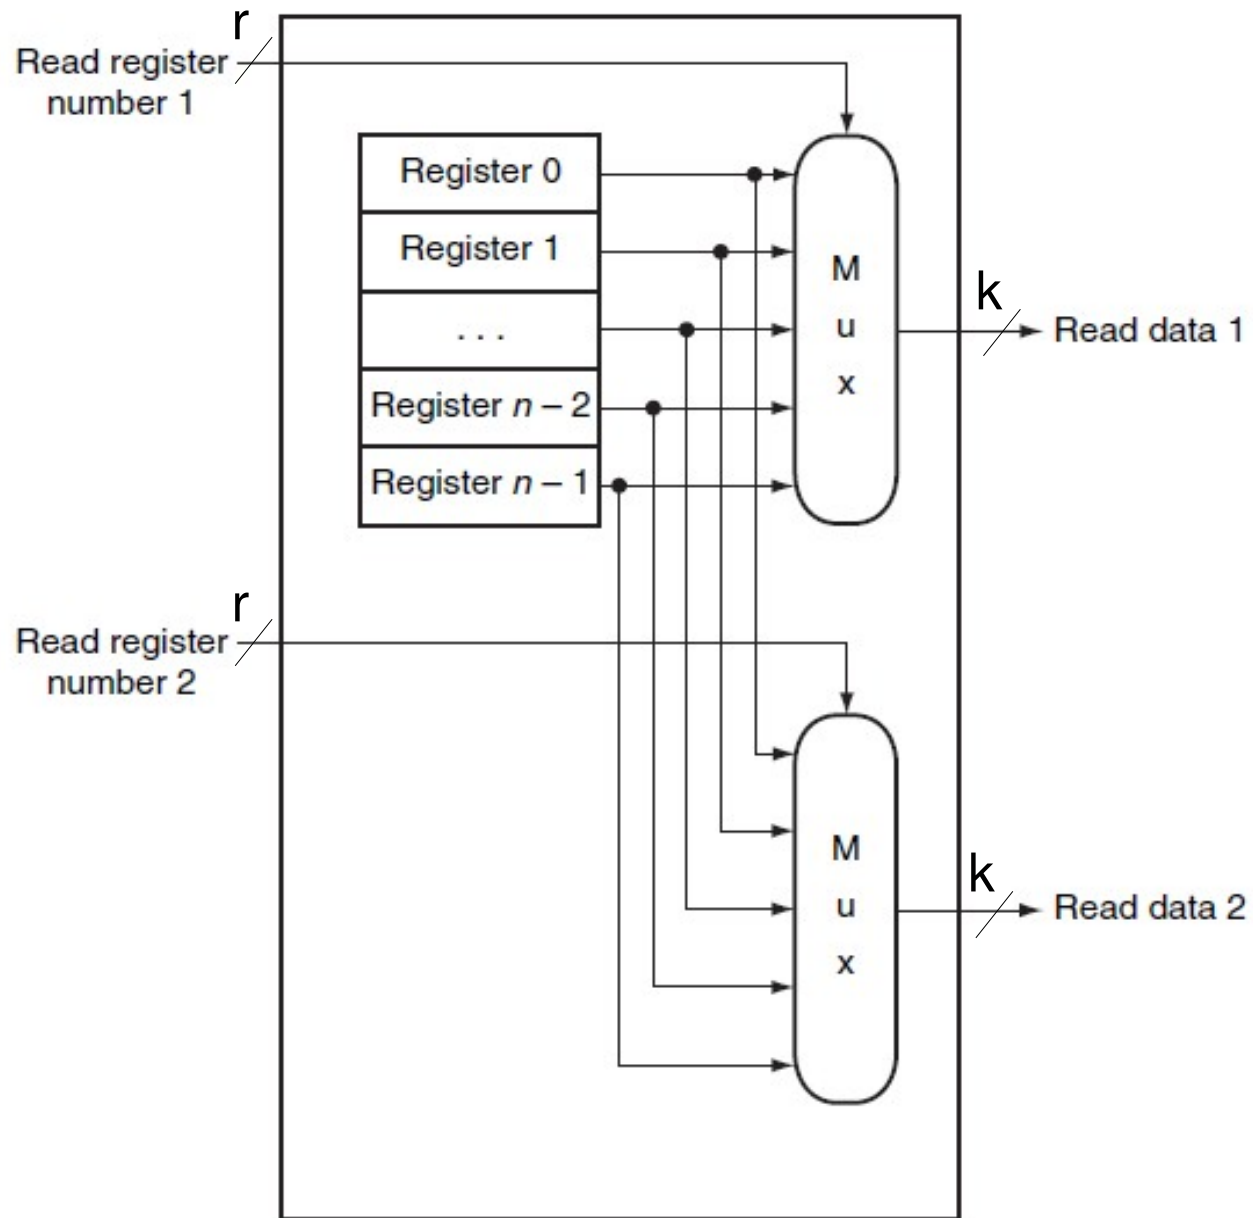 r
Read register
number 1
Register 0
Register 1
. . .
Register n – 2
Register n – 1
M
u
x
k
Read data 1
r
Read register
number 2
M
u
x
k
Read data 2